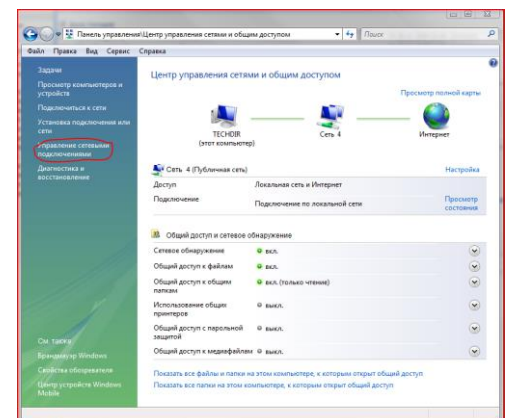 Панель управления\Центр управления сетями и общим доступом
Поиск
Файл Правка Вид Сервис Справка
Задачи
Просмотр компьютеров и
устройств
Подключиться к сети
Установка подключения или
сети
Управление сетевыми
подключениями
Диагностика и
восстановление
См. также
Брандмауэр Windows
Свойства обозревателя
Центр устройств Windows
Mobile
Центр управления сетями и общим доступом
Просмотр полной карты
TECHDIR
(этот компьютер)
Сеть 4
Интернет
Сеть 4 (Публичная сеть)
Настройка
Доступ
Локальная сеть и Интернет
Подключение
Подключение по локальной сети
Просмотр
состояния
Общий доступ и сетевое обнаружение
Сетевое обнаружение
вкл.
Общий доступ к файлам
вкл.
Общий доступ к общим
папкам
вкл. (только чтение)
Использование общих
принтеров
выкл.
Общий доступ с парольной
защитой
выкл.
Общий доступ к медиафайлам
выкл.
Показать все файлы и папки на этом компьютере, к которым открыт общий доступ
Показать все папки на этом компьютере, к которым открыт общий доступ